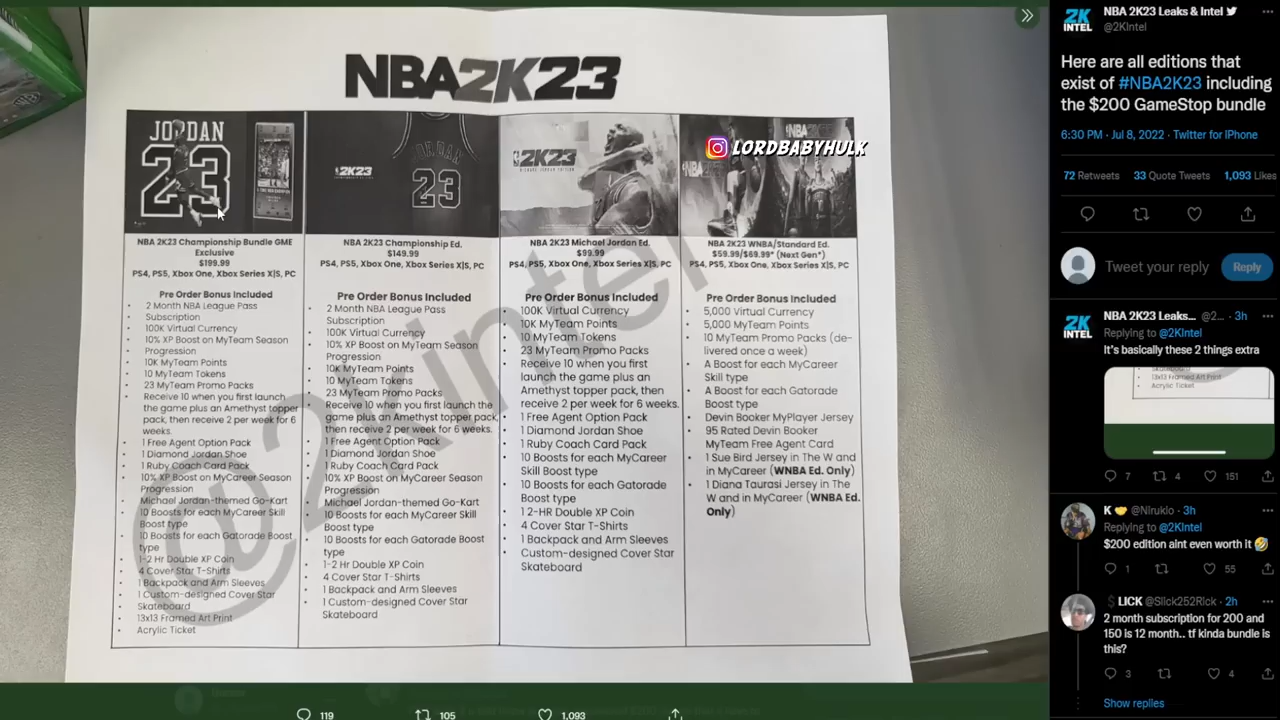 NBA2K23
JORDAN
23
NBA 2K23 Championship Bundle GME
Exclusive
$199.99
PS4, PS5, Xbox One, Xbox Series X|S, PC
Pre Order Bonus Included
• 2 Month NBA League Pass
• Subscription
• 100K Virtual Currency
• 10% XP Boost on MyTeam Season
• Progression
• 10K MyTeam Points
• 10 MyTeam Tokens
• 23 MyTeam Promo Packs
• Receive 10 when you first launch
the game plus an Amethyst topper
pack, then receive 2 per week for 6
weeks.
• 1 Free Agent Option Pack
• 1 Diamond Jordan Shoe
• 1 Ruby Coach Card Pack
• 10% XP Boost on MyCareer Season
Progression
• Michael Jordan-themed Go-Kart
• 10 Boosts for each MyCareer Skill
Boost type
• 10 Boosts for each Gatorade Boost
type
• 1-2 Hr Double XP Coin
• 4 Cover Star T-Shirts
• 1 Backpack and Arm Sleeves
• 1 Custom-designed Cover Star
• Skateboard
• 13x13 Framed Art Print
• Acrylic Ticket
2K23
JORDAN
23
NBA 2K23 Championship Ed.
$149.99
PS4, PS5, Xbox One, Xbox Series X|S, PC
Pre Order Bonus Included
• 2 Month NBA League Pass
Subscription
• 100K Virtual Currency
• 10% XP Boost on MyTeam Season
Progression
• 10K MyTeam Points
• 10 MyTeam Tokens
• 23 MyTeam Promo Packs
• Receive 10 when you first launch the
game plus an Amethyst topper pack,
then receive 2 per week for 6 weeks.
• 1 Free Agent Option Pack
• 1 Diamond Jordan Shoe
• 1 Ruby Coach Card Pack
• 10% XP Boost on MyCareer Season
Progression
• Michael Jordan-themed Go-Kart
• 10 Boosts for each MyCareer Skill
Boost type
• 10 Boosts for each Gatorade Boost
type
• 1-2 Hr Double XP Coin
• 4 Cover Star T-Shirts
• 1 Backpack and Arm Sleeves
• 1 Custom-designed Cover Star
Skateboard
2K23
MICHAEL JORDAN EDITION
NBA 2K23 Michael Jordan Ed.
$99.99
PS4, PS5, Xbox One, Xbox Series X|S, PC
Pre Order Bonus Included
• 100K Virtual Currency
• 10K MyTeam Points
• 10 MyTeam Tokens
• 23 MyTeam Promo Packs
• Receive 10 when you first
launch the game plus an
Amethyst topper pack, then
receive 2 per week for 6 weeks.
• 1 Free Agent Option Pack
• 1 Diamond Jordan Shoe
• 1 Ruby Coach Card Pack
• 10 Boosts for each MyCareer
Skill Boost type
• 10 Boosts for each Gatorade
Boost type
• 1 2-HR Double XP Coin
• 4 Cover Star T-Shirts
• 1 Backpack and Arm Sleeves
• Custom-designed Cover Star
Skateboard
LORDBABYHULK
NBA 2K23 WNBA/Standard Ed.
$59.99/$69.99* (Next Gen*)
PS4, PS5, Xbox One, Xbox Series X|S, PC
Pre Order Bonus Included
• 5,000 Virtual Currency
• 5,000 MyTeam Points
• 10 MyTeam Promo Packs (de-
livered once a week)
• A Boost for each MyCareer
Skill type
• A Boost for each Gatorade
Boost type
• Devin Booker MyPlayer Jersey
• 95 Rated Devin Booker
MyTeam Free Agent Card
• 1 Sue Bird Jersey in The W and
in MyCareer (WNBA Ed. Only)
• 1 Diana Taurasi Jersey in The
W and in MyCareer (WNBA Ed.
Only)
@2kintel
119
105
1,093
2K
INTEL
NBA 2K23 Leaks & Intel
@2KIntel
Here are all editions that
exist of #NBA2K23 including
the $200 GameStop bundle
6:30 PM · Jul 8, 2022 · Twitter for iPhone
72 Retweets 33 Quote Tweets 1,093 Likes
Tweet your reply
Reply
2K
INTEL
NBA 2K23 Leaks... @2... · 3h
Replying to @2KIntel
It's basically these 2 things extra
Skateboard
• 13x13 Framed Art Print
• Acrylic Ticket
7 4 151
K 🤝 @Niruklo · 3h
Replying to @2KIntel
$200 edition aint even worth it 🤣
1 55
$LICK @Slick252Rick · 2h
2 month subscription for 200 and
150 is 12 month.. tf kinda bundle is
this?
3 4
Show replies